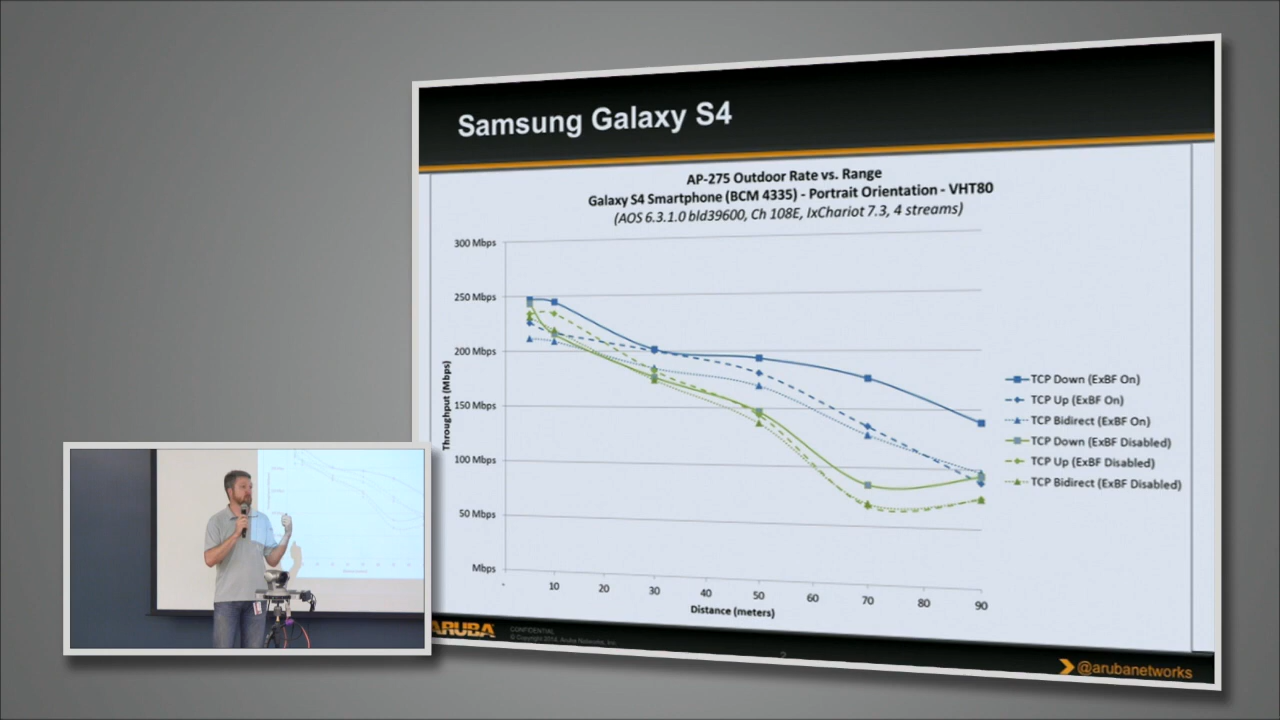 Samsung Galaxy S4
AP-275 Outdoor Rate vs. Range
Galaxy S4 Smartphone (BCM 4335) - Portrait Orientation - VHT80
(AOS 6.3.1.0 bld39600, Ch 108E, IxChariot 7.3, 4 streams)
300 Mbps
250 Mbps
200 Mbps
150 Mbps
100 Mbps
50 Mbps
Mbps
Throughput (Mbps)
- 10 20 30 40 50 60 70 80 90
Distance (meters)
TCP Down (ExBF On)
TCP Up (ExBF On)
TCP Bidirect (ExBF On)
TCP Down (ExBF Disabled)
TCP Up (ExBF Disabled)
TCP Bidirect (ExBF Disabled)
ARUBA
CONFIDENTIAL
© Copyright 2014. Aruba Networks, Inc.
2
@arubanetworks